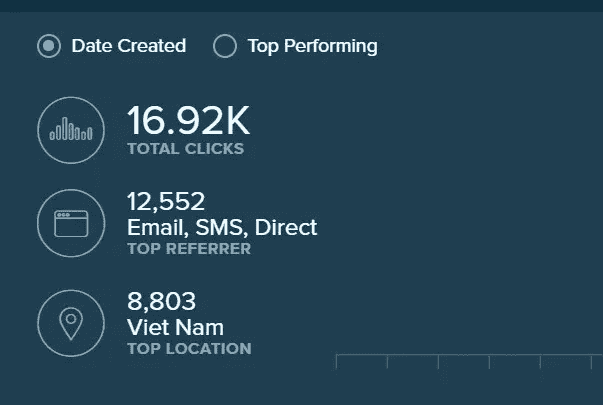 Date Created
Top Performing
16.92K
TOTAL CLICKS
12,552
Email, SMS, Direct
TOP REFERRER
8,803
Viet Nam
TOP LOCATION